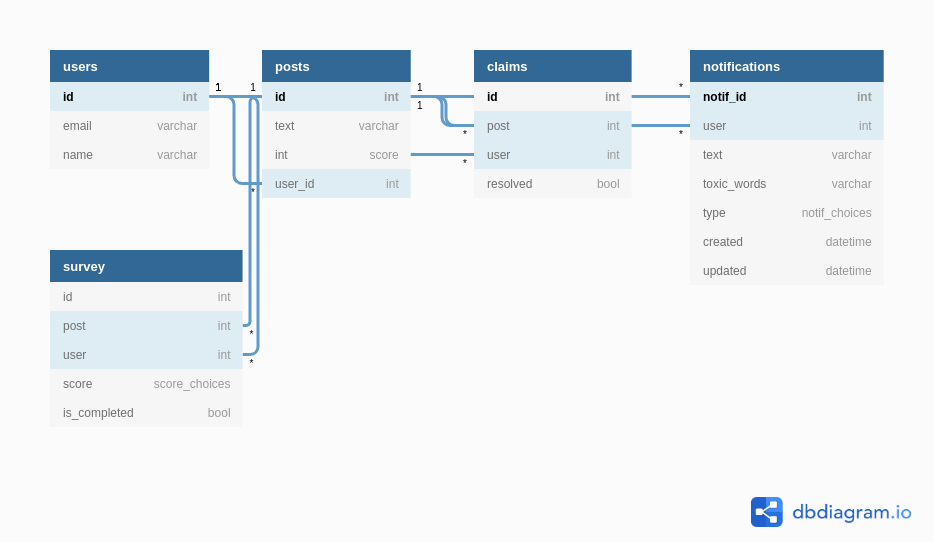 users
id int
email varchar
name varchar
1
1
posts
id int
text varchar
int score
user_id int
*
1
1
claims
id int
post int
user int
resolved bool
*
*
notifications
notif_id int
user int
text varchar
toxic_words varchar
type notif_choices
created datetime
updated datetime
*
*
survey
id int
post int
user int
score score_choices
is_completed bool
*
*
dbdiagram.io